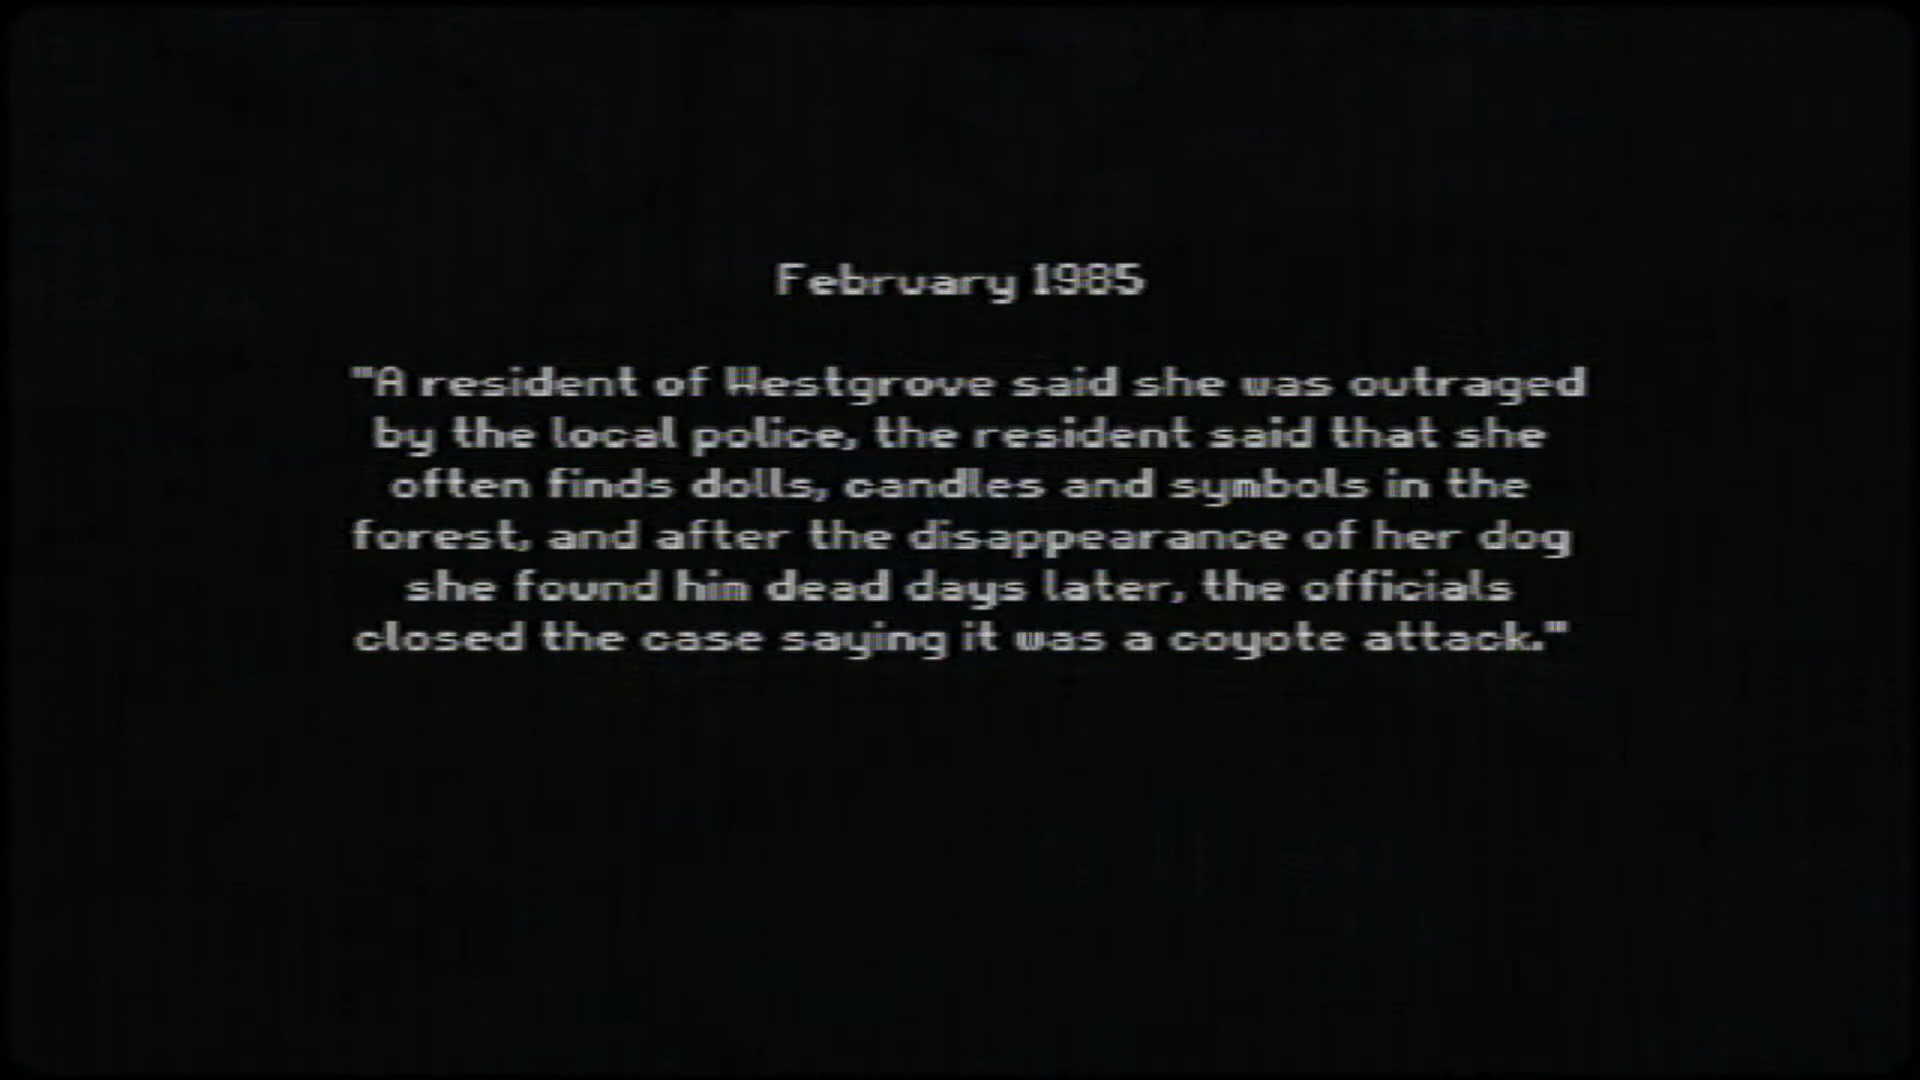 February 1985
"A resident of Westgrove said she was outraged
by the local police, the resident said that she
often finds dolls, candles and symbols in the
forest, and after the disappearance of her dog
she found him dead days later, the officials
closed the case saying it was a coyote attack."